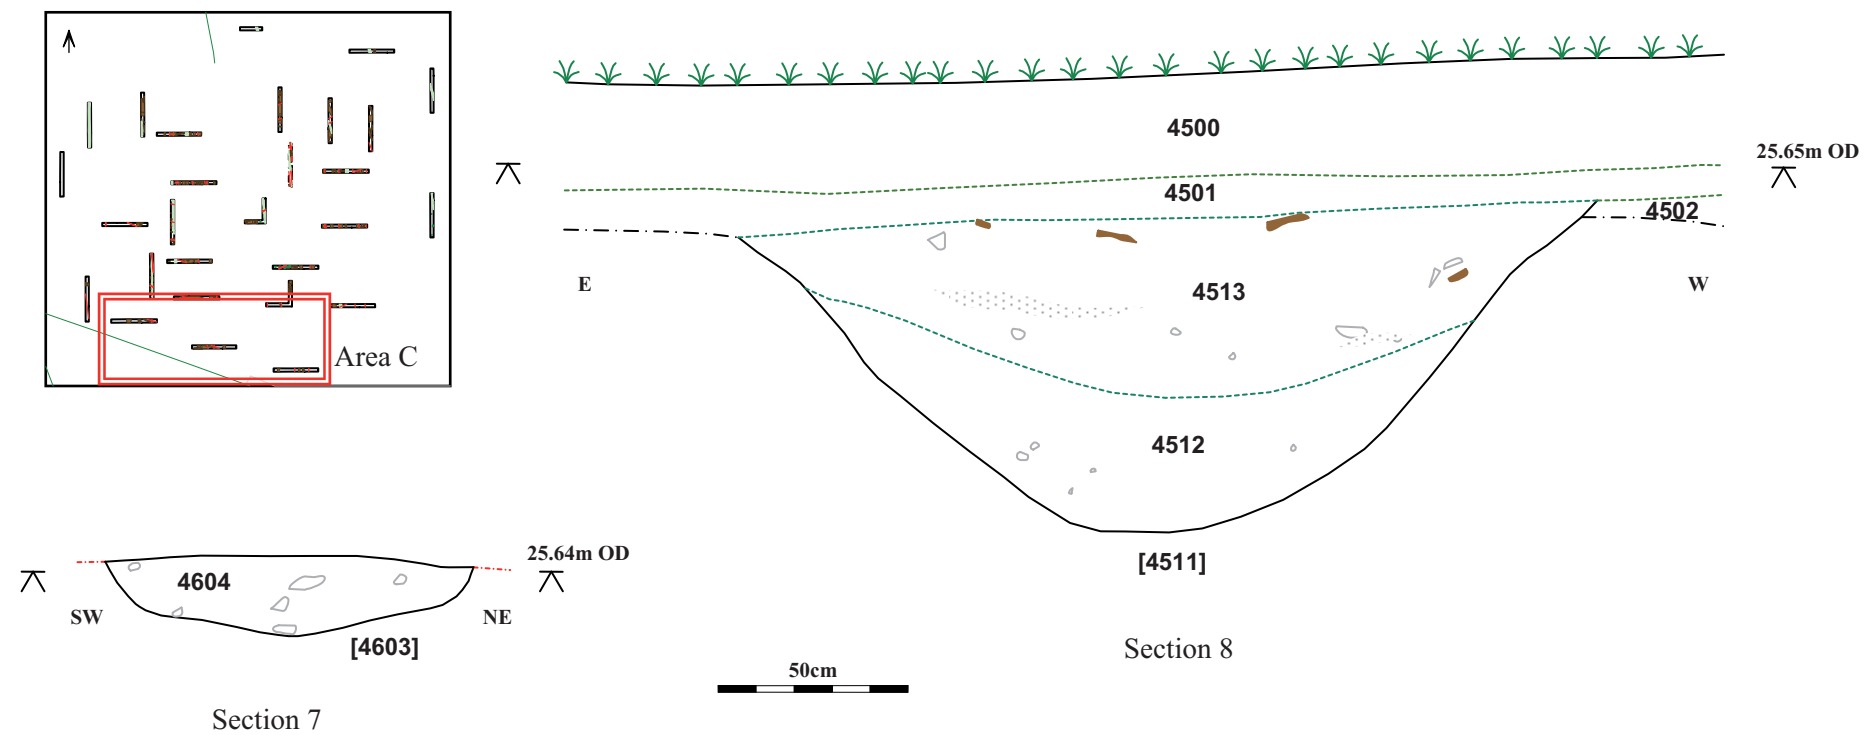 Area C
4500
25.65m OD
4501
4502
E
4513
W
4512
[4511]
Section 8
25.64m OD
4604
SW
NE
[4603]
50cm
Section 7